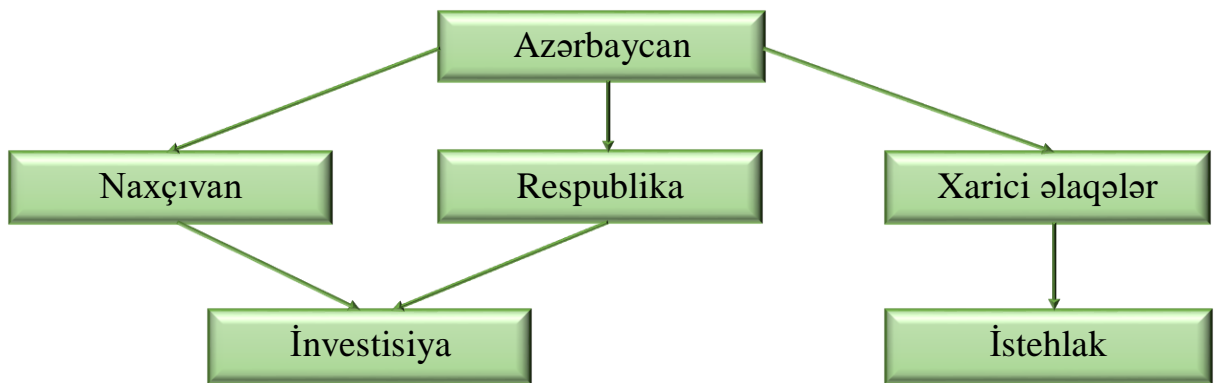 Azərbaycan
Naxçıvan
Respublika
Xarici əlaqələr
İnvestisiya
İstehlak